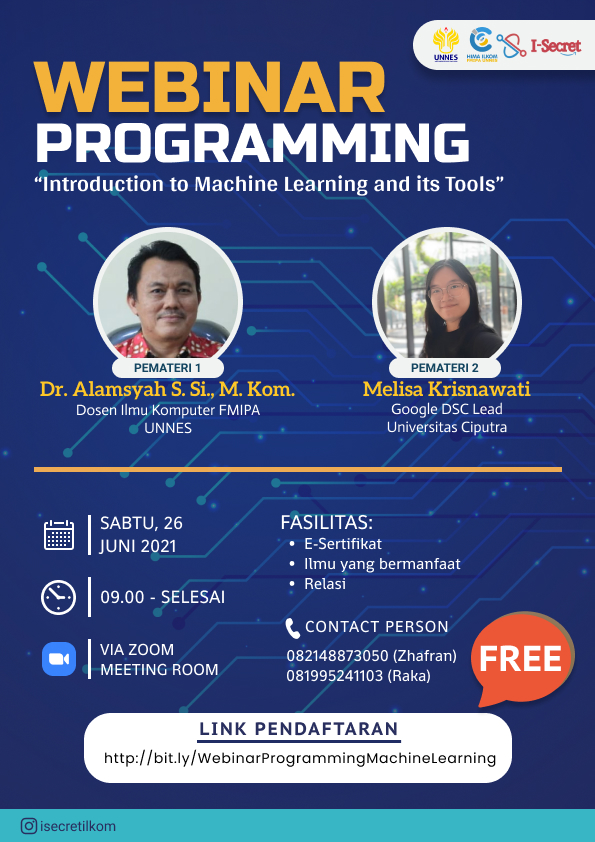 UNNES
HIMA ILKOM
FMIPA UNNES
I-Secret
WEBINAR
PROGRAMMING
“Introduction to Machine Learning and its Tools”
PEMATERI 1
Dr. Alamsyah S. Si., M. Kom.
Dosen Ilmu Komputer FMIPA
UNNES
PEMATERI 2
Melisa Krisnawati
Google DSC Lead
Universitas Ciputra
SABTU, 26
JUNI 2021
09.00 - SELESAI
VIA ZOOM
MEETING ROOM
FASILITAS:
• E-Sertifikat
• Ilmu yang bermanfaat
• Relasi
CONTACT PERSON
082148873050 (Zhafran)
081995241103 (Raka)
FREE
LINK PENDAFTARAN
http://bit.ly/WebinarProgrammingMachineLearning
isecretilkom